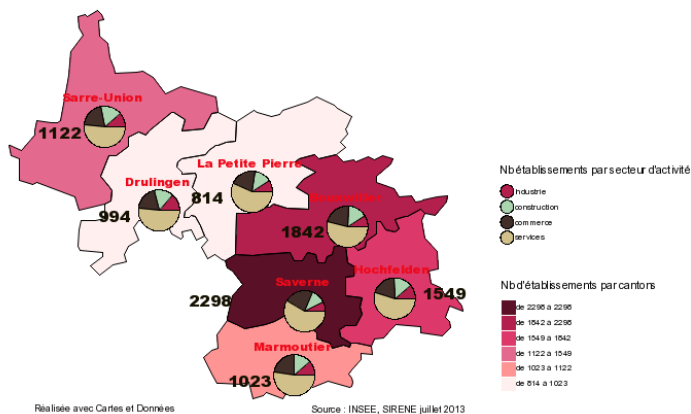 Sarre-Union
1122
La Petite Pierre
Drulingen
814
994
1842
Hochfelden
Saverne
2298
1549
Marmoutier
1023
Nb établissements par secteur d'activité
Industrie
construction
commerce
services
Nb d'établissements par cantons
de 2298 à 2298
de 1842 à 2298
de 1549 à 1842
de 1122 à 1549
de 1023 à 1122
de 814 à 1023
Réalisée avec Cartes et Données
Source : INSEE, SIRENE juillet 2013